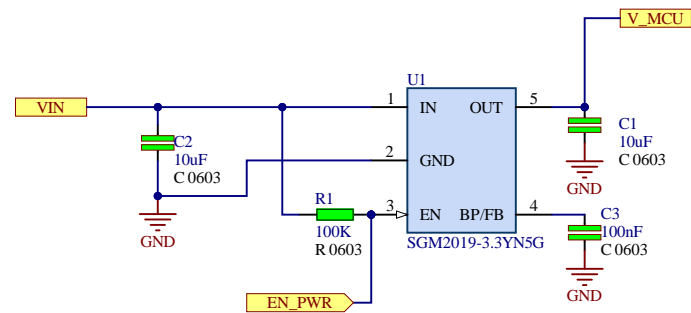 V_MCU
U1
VIN
1
IN
OUT
5
C2
10uF
C 0603
C1
10uF
C 0603
2
GND
GND
R1
3
EN
BP/FB
4
C3
100nF
C 0603
GND
100K
R 0603
SGM2019-3.3YN5G
EN_PWR
GND